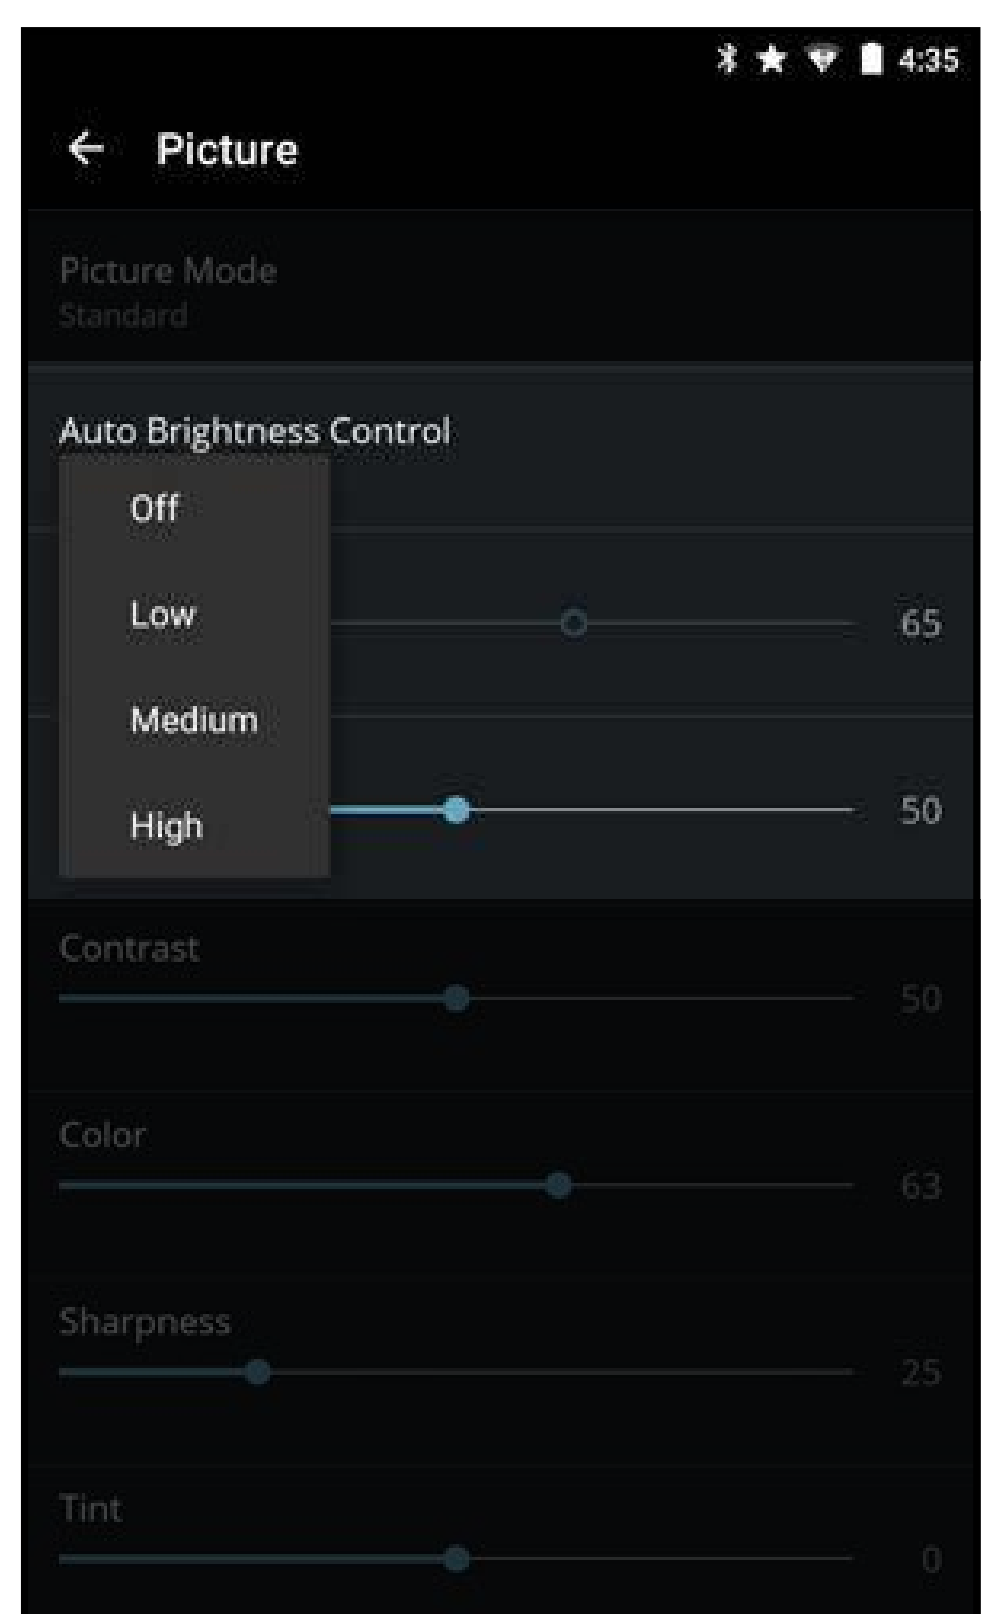 4:35
Picture
Picture Mode
Standard
Auto Brightness Control
Off
Low
65
Medium
50
High
Contrast
50
Color
63
Sharpness
25
Tint
0